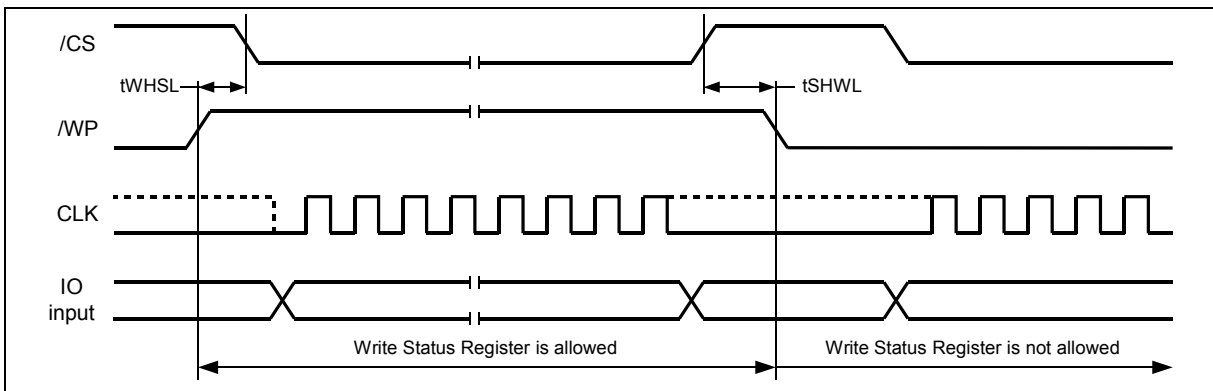 /CS
tWHSL
tSHWL
/WP
CLK
IO
input
Write Status Register is allowed
Write Status Register is not allowed